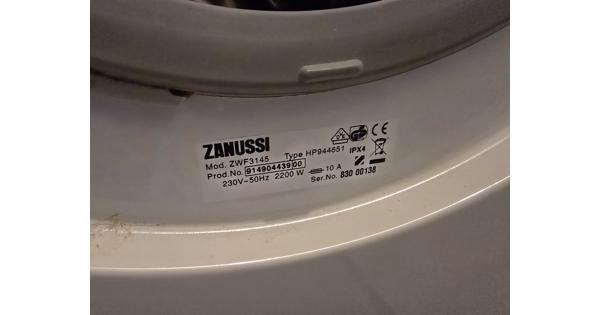 ZANUSSI
Mod. ZWF3145 Type HP944651 IPX4
Prod.No. 914904439 00 10 A
230V~50Hz 2200 W Ser.No. 830 00138